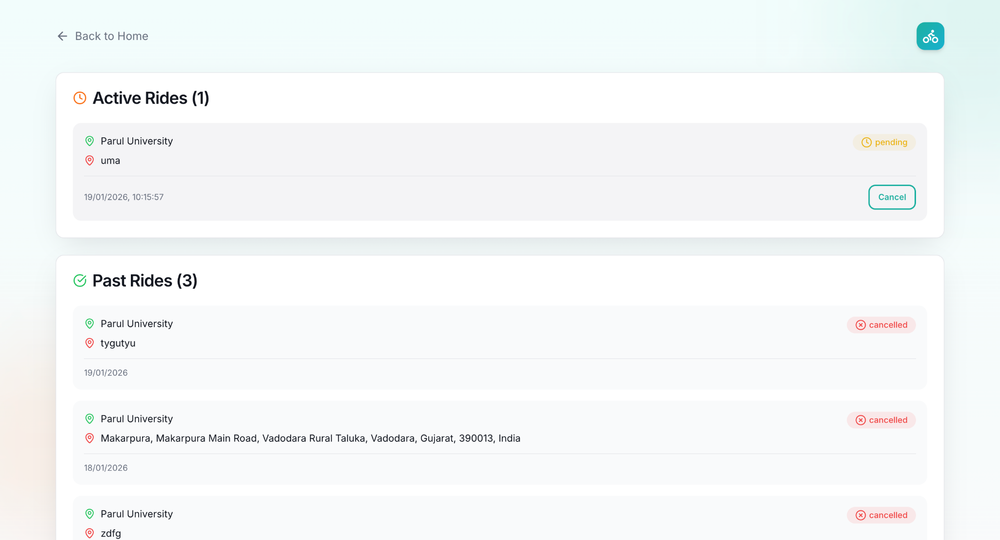 Back to Home
Active Rides (1)
Parul University
pending
uma
19/01/2026, 10:15:57
Cancel
Past Rides (3)
Parul University
cancelled
tygutyu
19/01/2026
Parul University
cancelled
Makarpura, Makarpura Main Road, Vadodara Rural Taluka, Vadodara, Gujarat, 390013, India
18/01/2026
Parul University
cancelled
zdfg